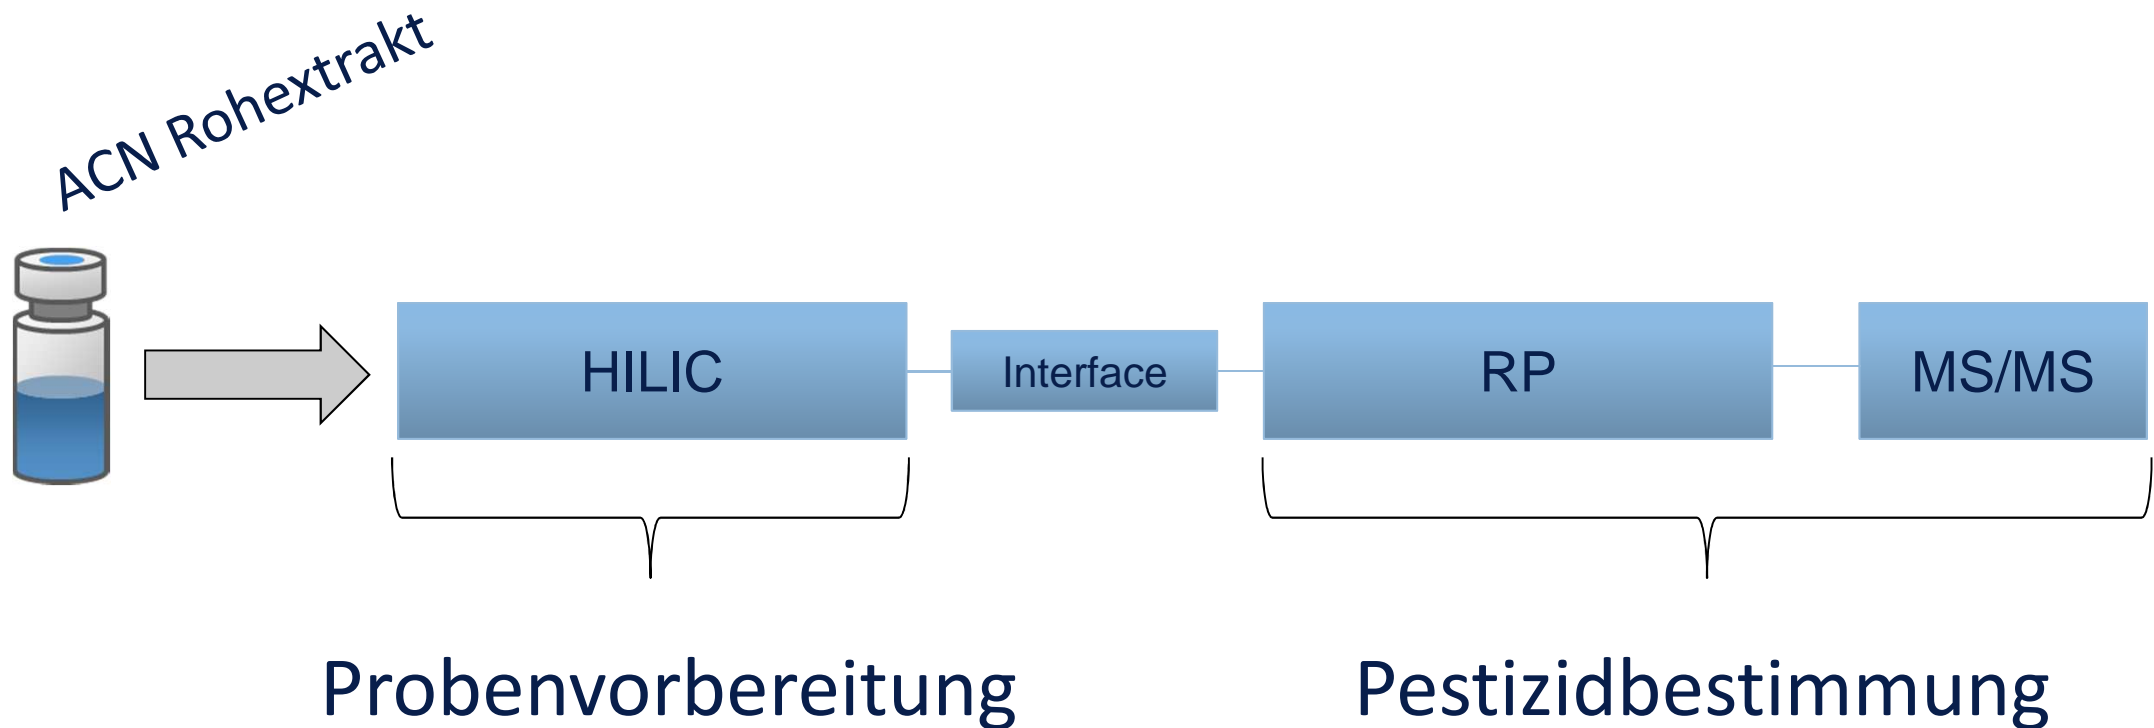 ACN Rohextrakt
HILIC
Interface
RP
MS/MS
Probenvorbereitung
Pestizidbestimmung